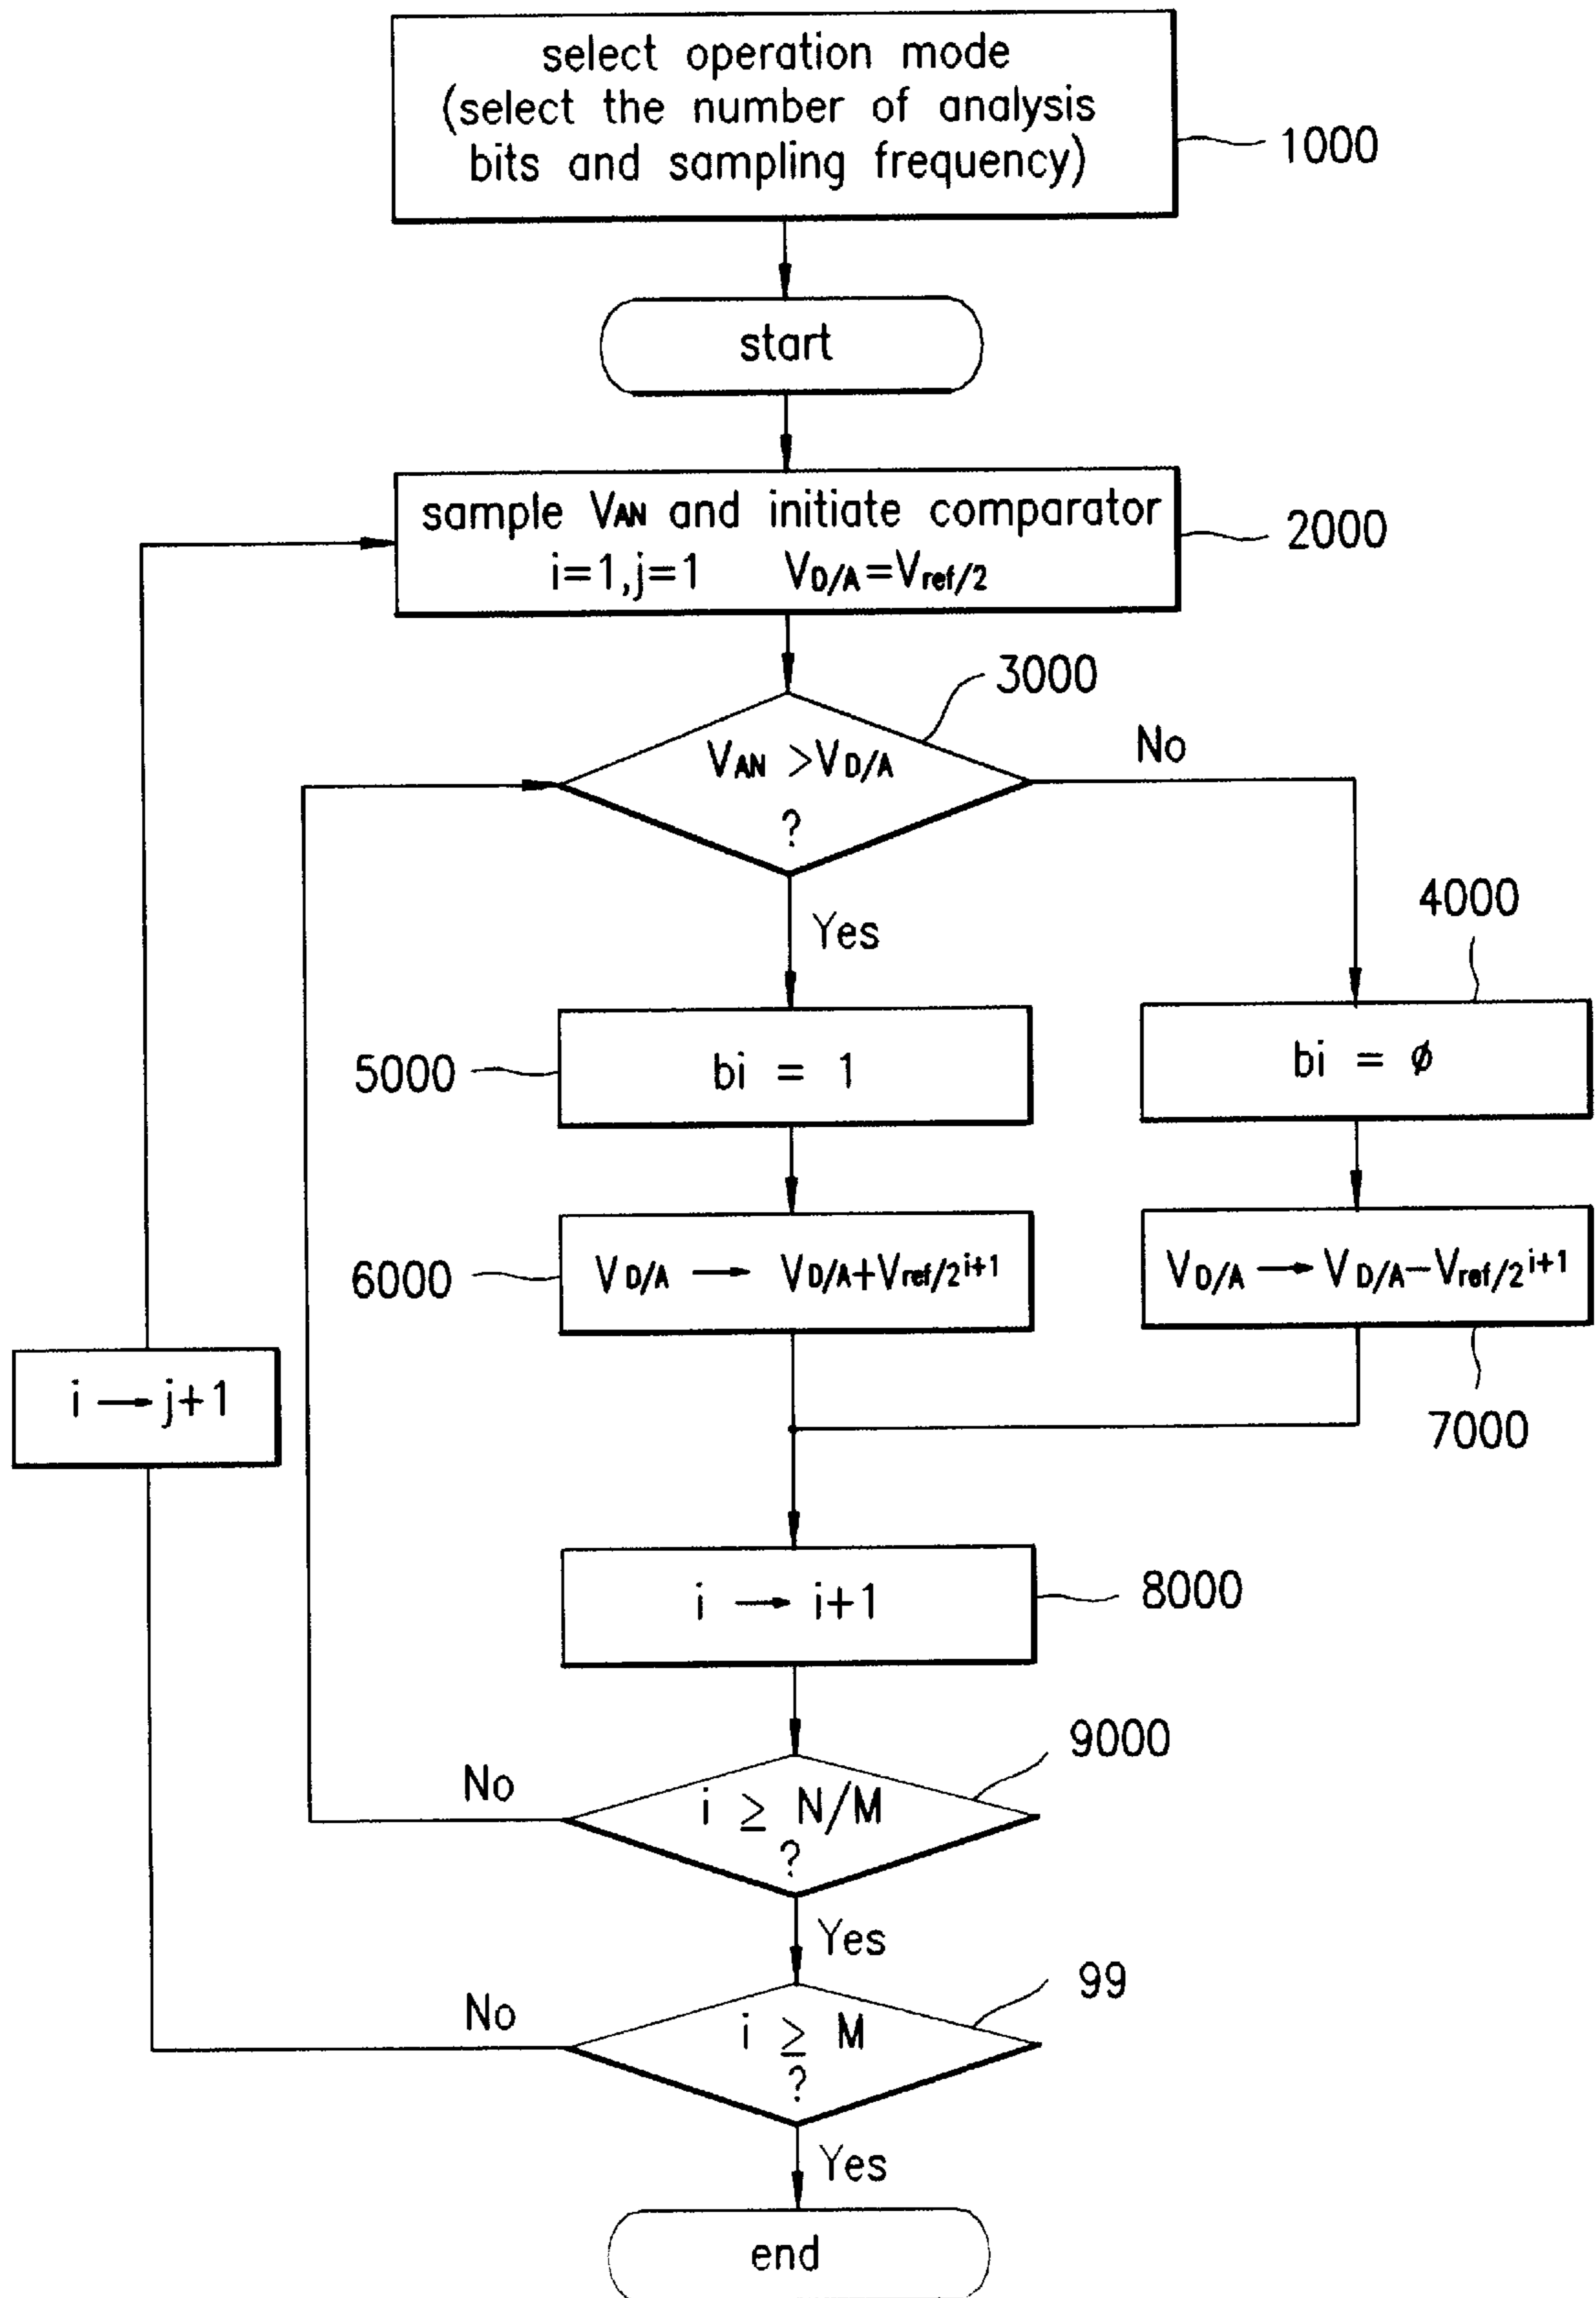 select operation mode
(select the number of analysis
bits and sampling frequency)
1000
start
sample VAN and initiate comparator
i=1,j=1 VD/A=Vref/2
2000
3000
VAN >VD/A
?
No
Yes
4000
5000
bi = 1
bi = ø
6000
VD/A → VD/A+Vref/2^i+1
VD/A → VD/A−Vref/2^i+1
7000
i → j+1
i → i+1
8000
9000
No
i ≥ N/M
?
Yes
99
No
i ≥ M
?
Yes
end